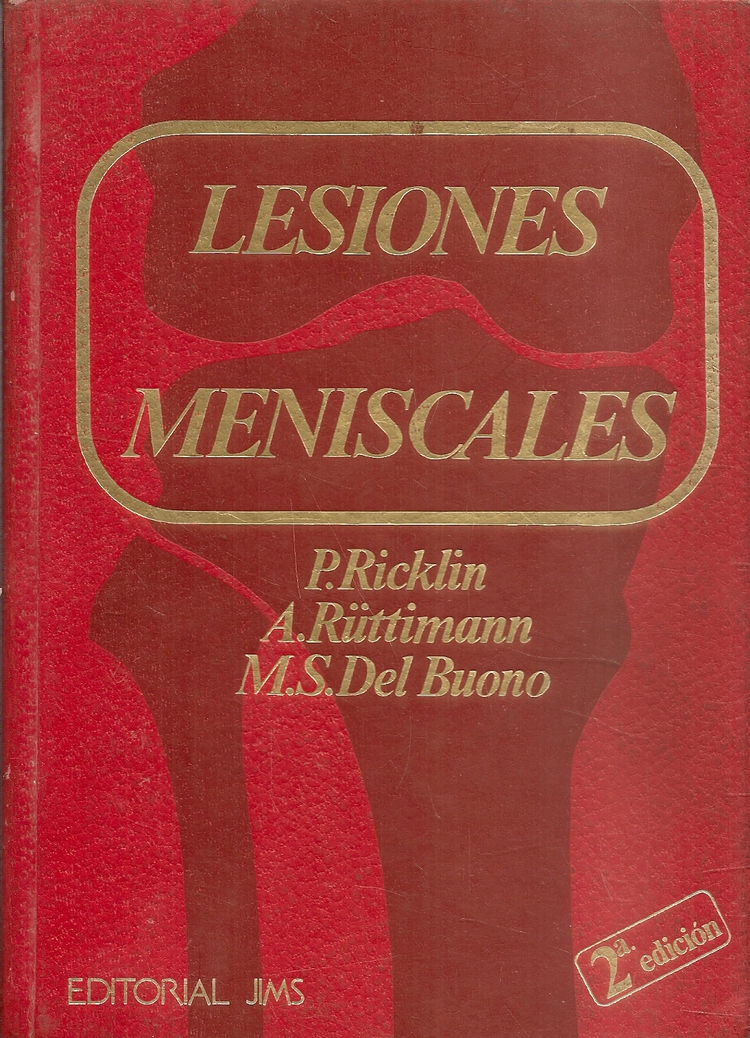 LESIONES
MENISCALES
P.Ricklin
A.Rüttimann
M.S.Del Buono
2ª. edición
EDITORIAL JIMS